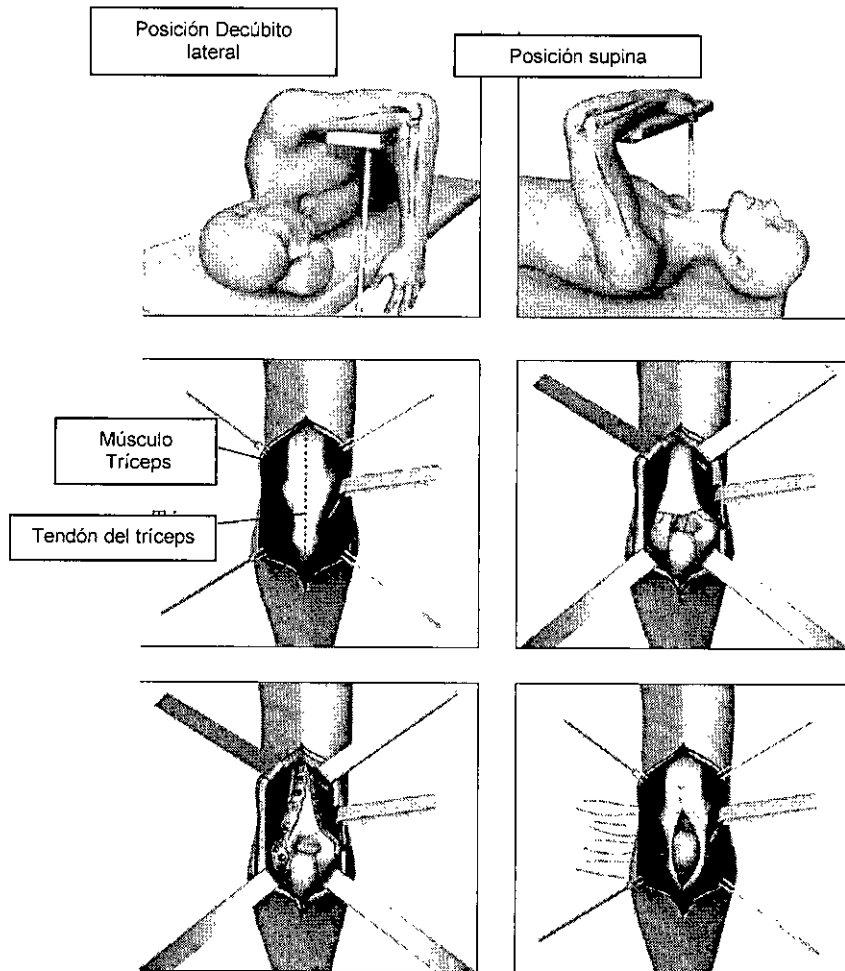 Posición Decúbito
lateral
Posición supina
Músculo
Tríceps
Tendón del tríceps